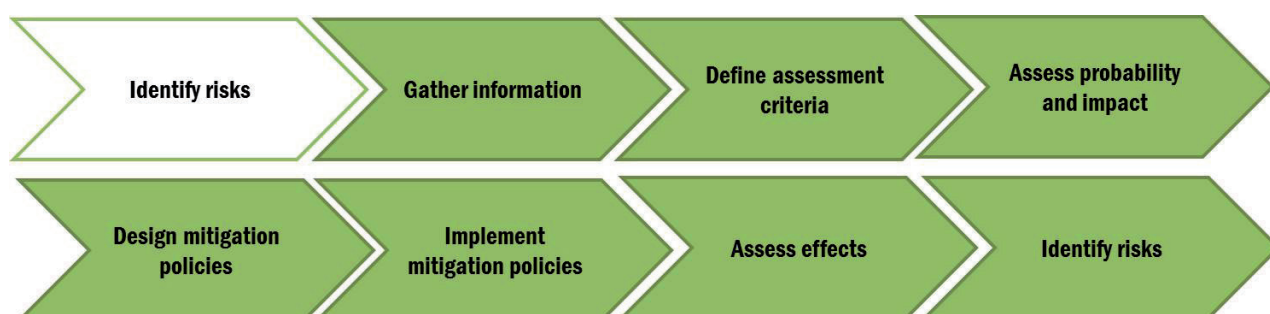 Identify risks
Gather information
Define assessment
criteria
Assess probability
and impact
Design mitigation
policies
Implement
mitigation policies
Assess effects
Identify risks